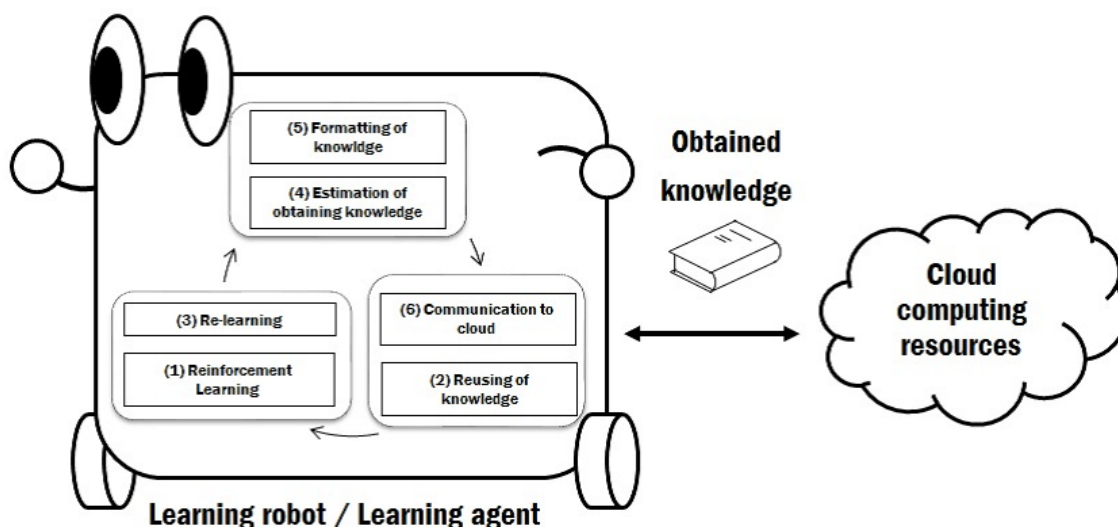 (5) Formatting of
knowldge
(4) Estimation of
obtaining knowledge
(3) Re-learning
(1) Reinforcement
Learning
(6) Communication to
cloud
(2) Reusing of
knowledge
Obtained
knowledge
Cloud
computing
resources
Learning robot / Learning agent